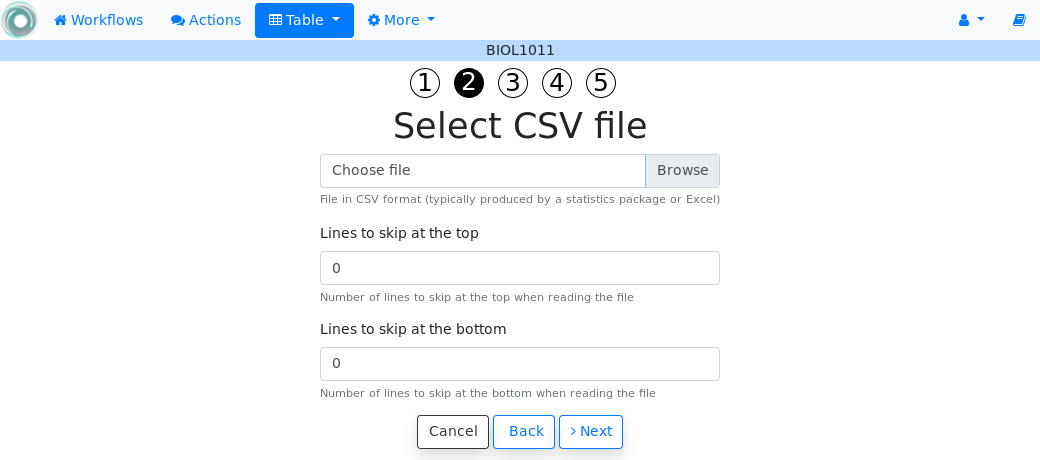 Workflows Actions Table More
BIOL1011
1 2 3 4 5
Select CSV file
Choose file Browse
File in CSV format (typically produced by a statistics package or Excel)
Lines to skip at the top
0
Number of lines to skip at the top when reading the file
Lines to skip at the bottom
0
Number of lines to skip at the bottom when reading the file
Cancel Back Next